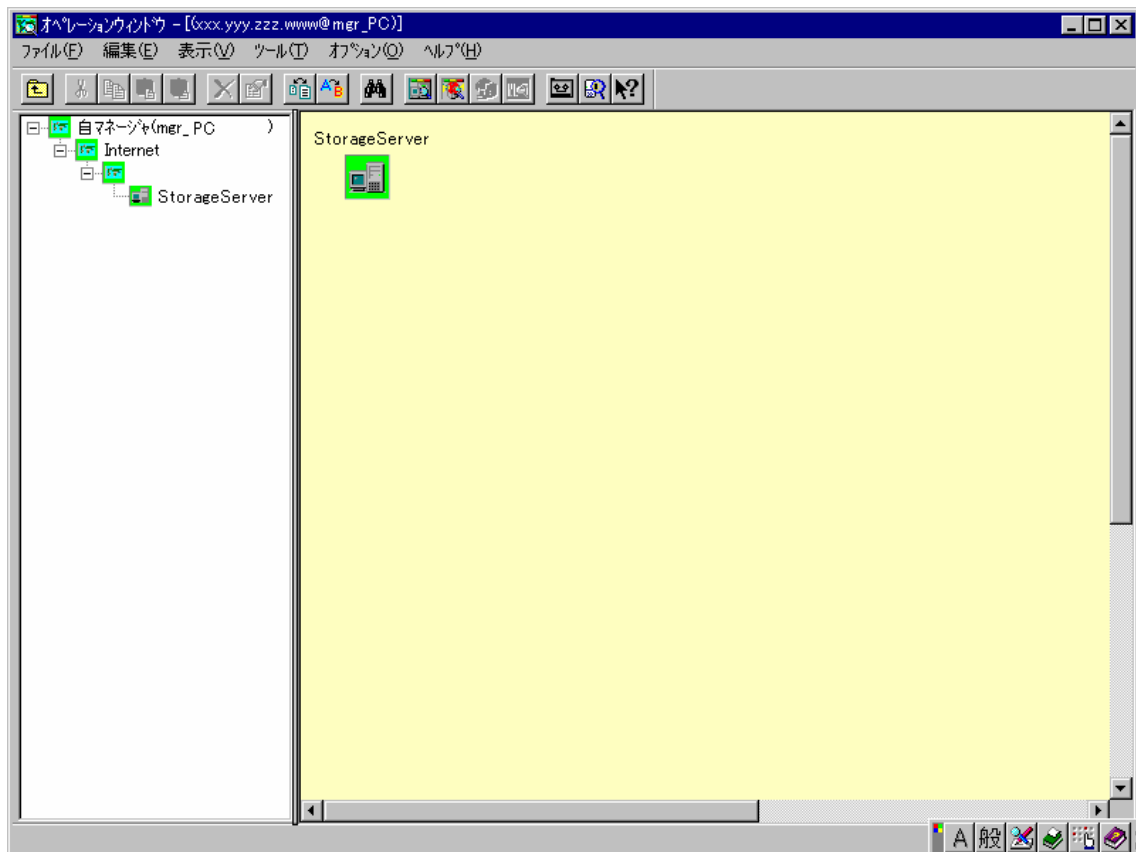 オペレーションウィンドウ - [(xxx.yyy.zzz.www@mgr_PC)]
ファイル(F) 編集(E) 表示(V) ツール(T) オプション(O) ヘルプ(H)
自マネージャ(mgr_PC )
Internet
StorageServer
StorageServer
A 般